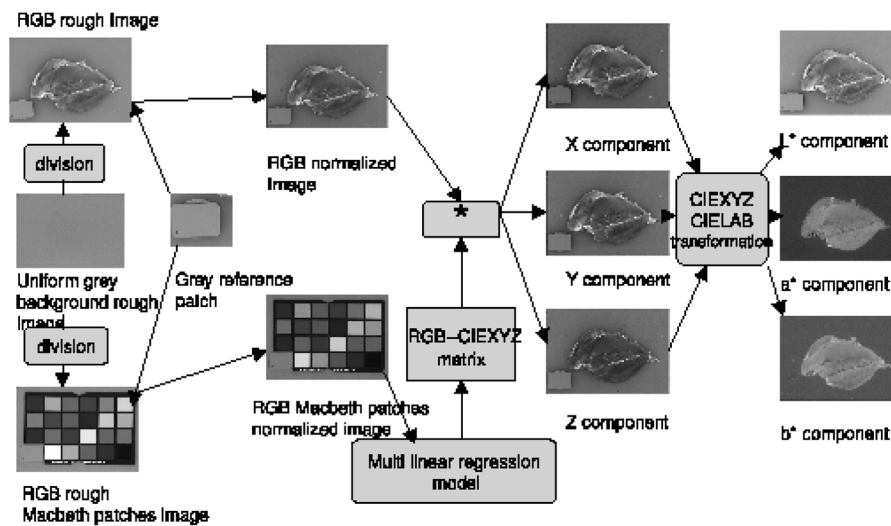 RGB rough Image
division
Uniform grey
background rough
Image
division
RGB rough
Macbeth patches Image
Grey reference
patch
RGB normalized
Image
RGB Macbeth patches
normalized image
*
RGB-CIEXYZ
matrix
Multi linear regression
model
X component
Y component
Z component
CIEXYZ
CIELAB
transformation
L* component
a* component
b* component